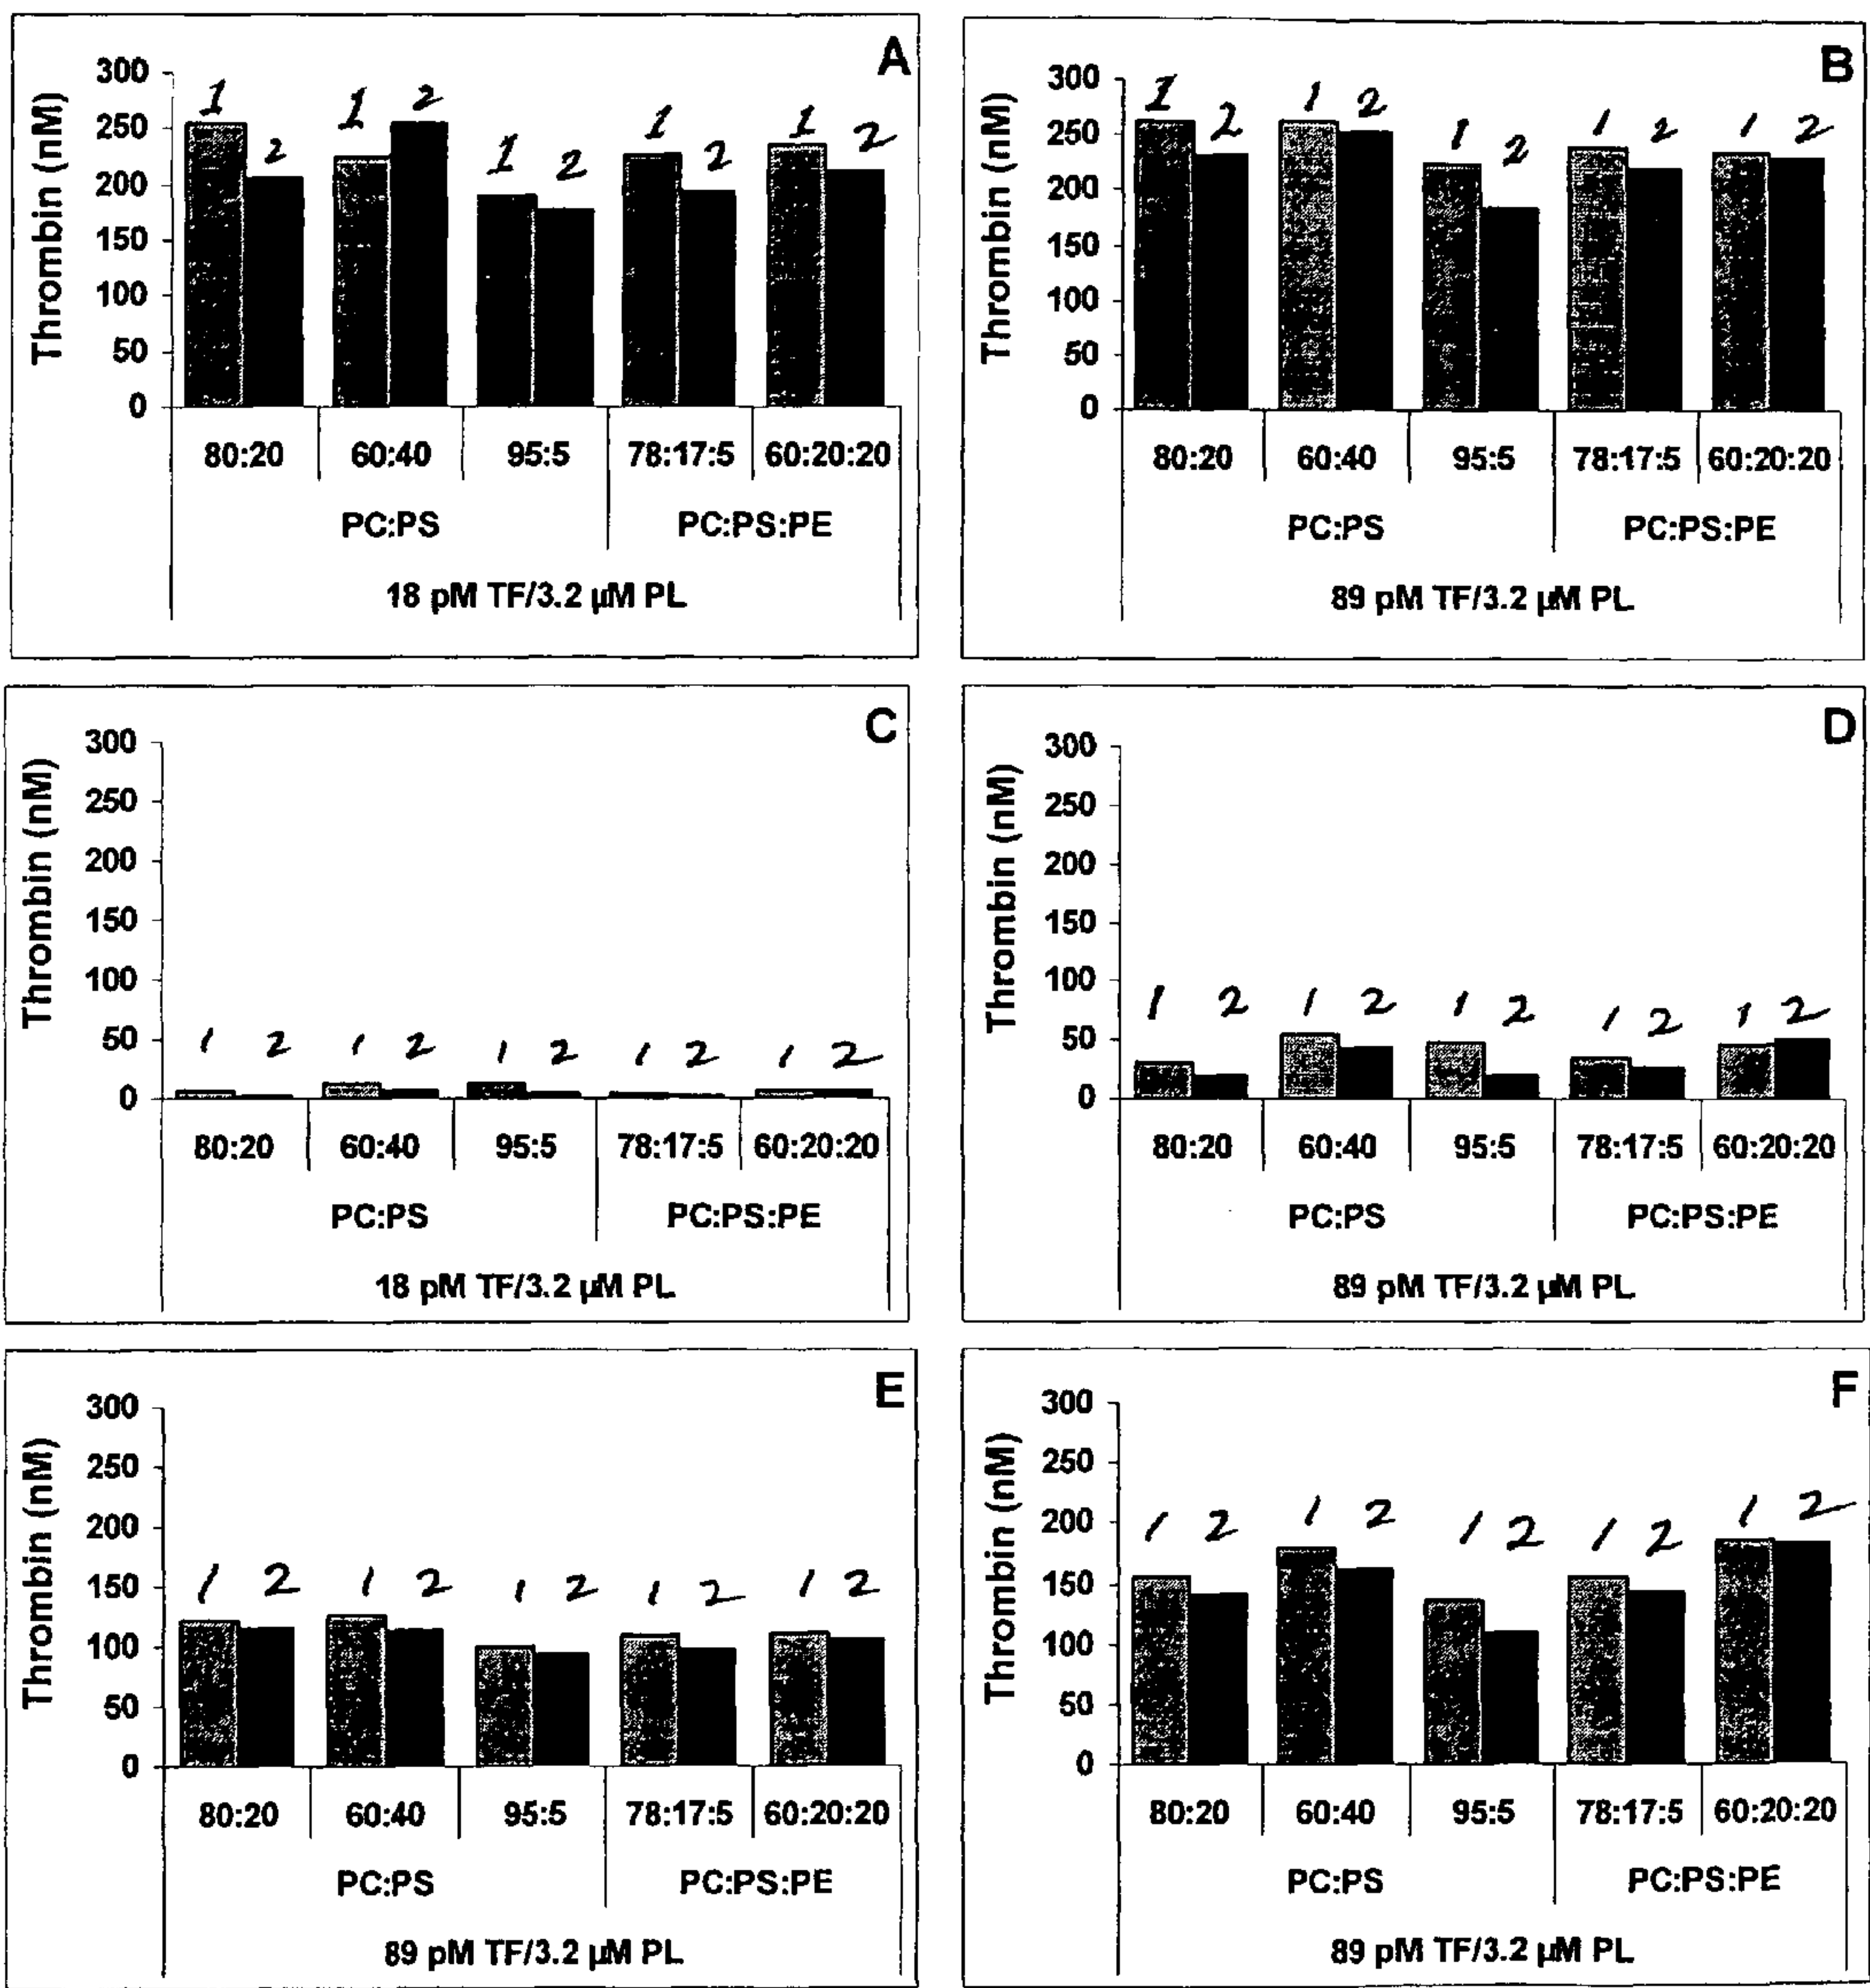 A
Thrombin (nM)
300
250
200
150
100
50
0
1 2 1 2 1 2 1 2 1 2
80:20 60:40 95:5 78:17:5 60:20:20
PC:PS PC:PS:PE
18 pM TF/3.2 µM PL
B
Thrombin (nM)
300
250
200
150
100
50
0
1 2 1 2 1 2 1 2 1 2
80:20 60:40 95:5 78:17:5 60:20:20
PC:PS PC:PS:PE
89 pM TF/3.2 µM PL
C
Thrombin (nM)
300
250
200
150
100
50
0
1 2 1 2 1 2 1 2 1 2
80:20 60:40 95:5 78:17:5 60:20:20
PC:PS PC:PS:PE
18 pM TF/3.2 µM PL
D
Thrombin (nM)
300
250
200
150
100
50
0
1 2 1 2 1 2 1 2 1 2
80:20 60:40 95:5 78:17:5 60:20:20
PC:PS PC:PS:PE
89 pM TF/3.2 µM PL
E
Thrombin (nM)
300
250
200
150
100
50
0
1 2 1 2 1 2 1 2 1 2
80:20 60:40 95:5 78:17:5 60:20:20
PC:PS PC:PS:PE
89 pM TF/3.2 µM PL
F
Thrombin (nM)
300
250
200
150
100
50
0
1 2 1 2 1 2 1 2 1 2
80:20 60:40 95:5 78:17:5 60:20:20
PC:PS PC:PS:PE
89 pM TF/3.2 µM PL